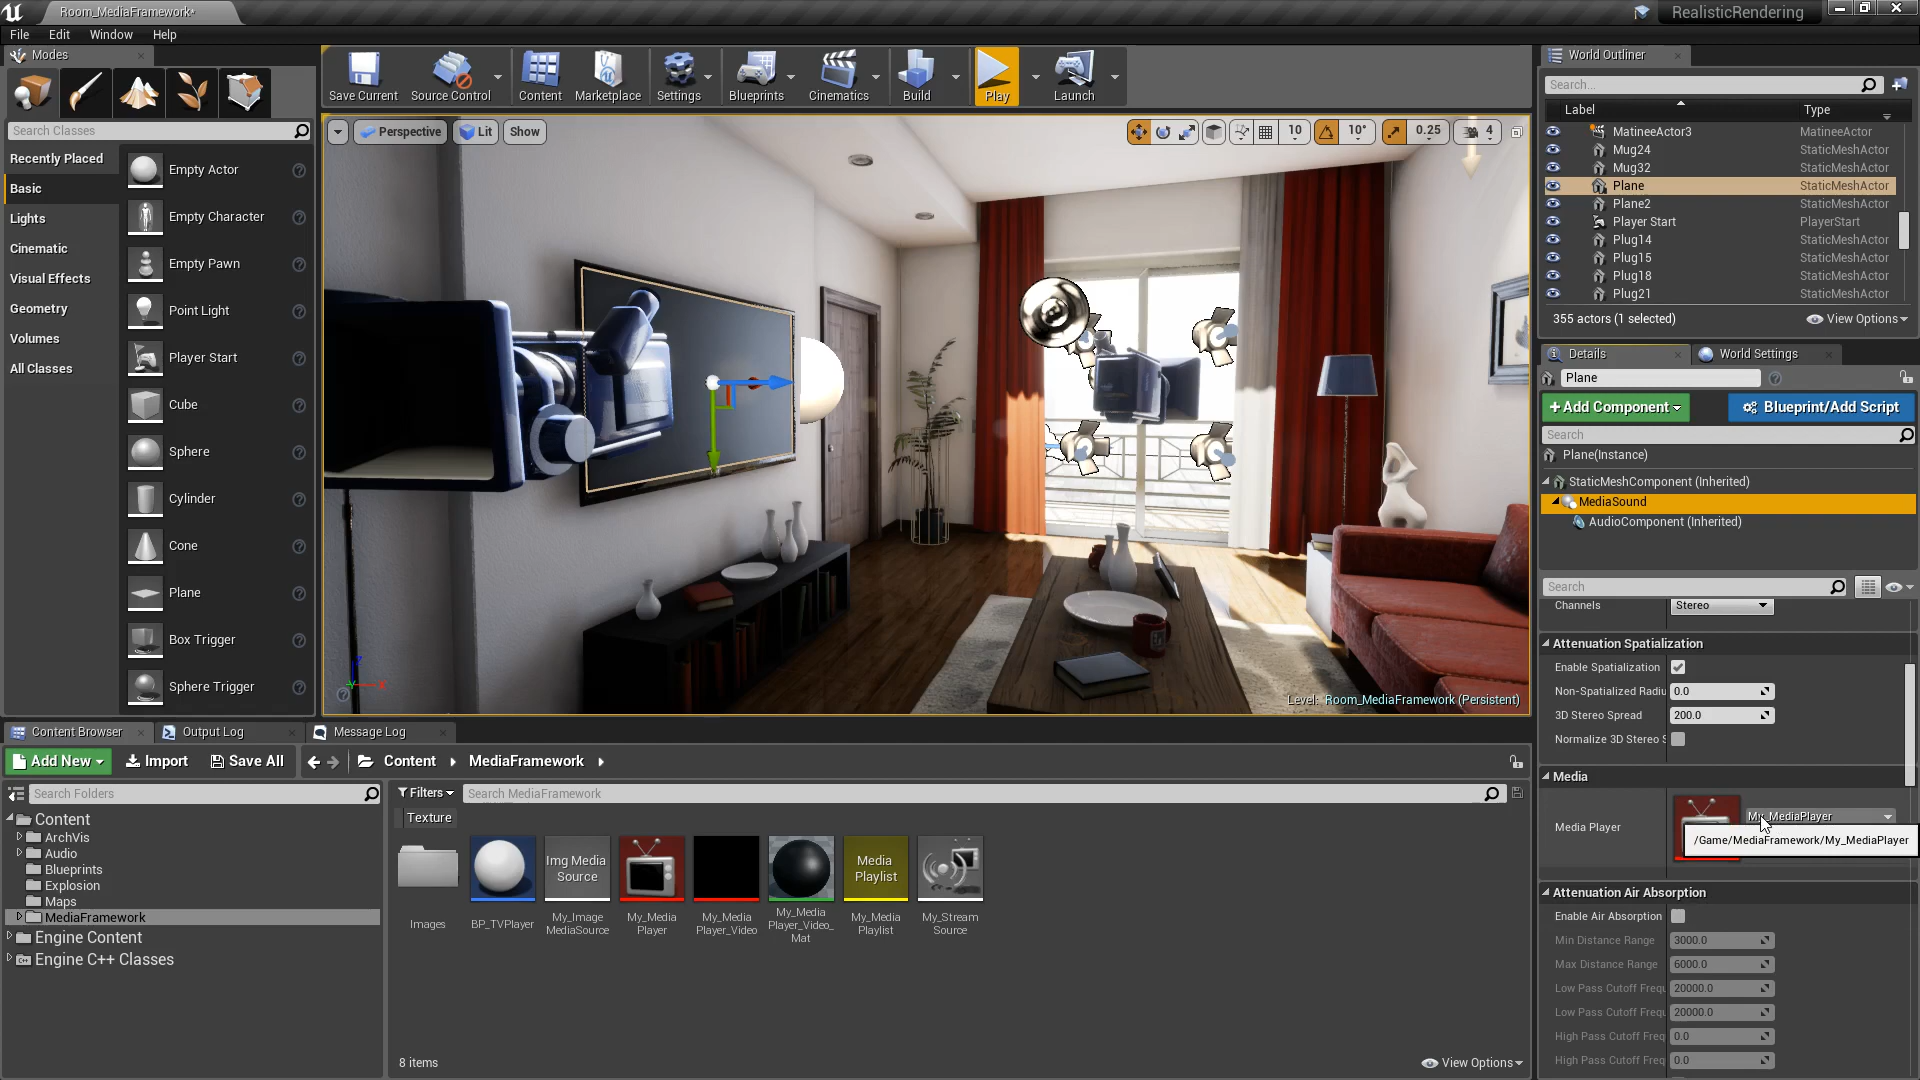 Room_MediaFramework*
RealisticRendering
File Edit Window Help
Modes
Search Classes
Recently Placed
Basic
Lights
Cinematic
Visual Effects
Geometry
Volumes
All Classes
Empty Actor
Empty Character
Empty Pawn
Point Light
Player Start
Cube
Sphere
Cylinder
Cone
Plane
Box Trigger
Sphere Trigger
Save Current
Source Control
Content
Marketplace
Settings
Blueprints
Cinematics
Build
Play
Launch
Perspective
Lit
Show
10
10°
0.25
4
Level: Room_MediaFramework (Persistent)
World Outliner
Search...
Label Type
MatineeActor3 MatineeActor
Mug24 StaticMeshActor
Mug32 StaticMeshActor
Plane StaticMeshActor
Plane2 StaticMeshActor
Player Start PlayerStart
Plug14 StaticMeshActor
Plug15 StaticMeshActor
Plug18 StaticMeshActor
Plug21 StaticMeshActor
355 actors (1 selected) View Options
Details
World Settings
Plane
+Add Component
Blueprint/Add Script
Search
Plane(Instance)
StaticMeshComponent (Inherited)
MediaSound
AudioComponent (Inherited)
Search
Channels Stereo
Attenuation Spatialization
Enable Spatialization
Non-Spatialized Radiu 0.0
3D Stereo Spread 200.0
Normalize 3D Stereo S
Media
Media Player My_MediaPlayer
/Game/MediaFramework/My_MediaPlayer
Attenuation Air Absorption
Enable Air Absorption
Min Distance Range 3000.0
Max Distance Range 6000.0
Low Pass Cutoff Frequ 20000.0
Low Pass Cutoff Frequ 20000.0
High Pass Cutoff Freq 0.0
High Pass Cutoff Freq 0.0
Content Browser
Output Log
Message Log
Add New
Import
Save All
Content
MediaFramework
Search Folders
Content
ArchVis
Audio
Blueprints
Explosion
Maps
MediaFramework
Engine Content
Engine C++ Classes
Filters
Search MediaFramework
Texture
Img Media
Source
Media
Playlist
Images
BP_TVPlayer
My_Image
MediaSource
My_Media
Player
My_Media
Player_Video
My_Media
Player_Video_
Mat
My_Media
Playlist
My_Stream
Source
8 items
View Options